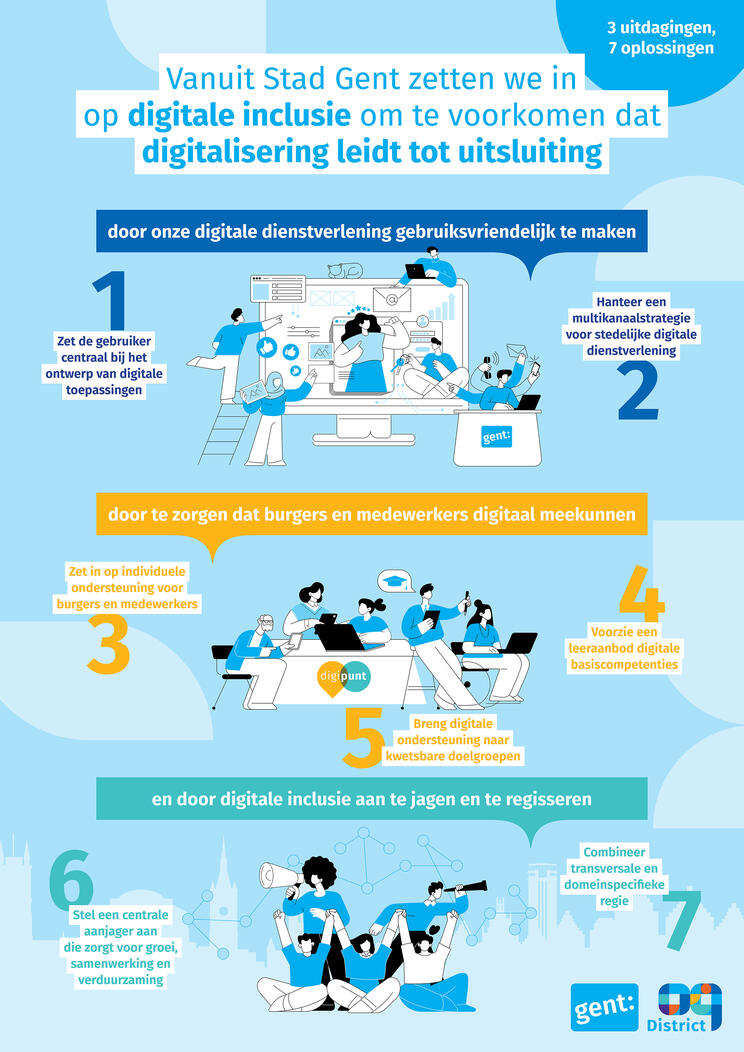 3 uitdagingen,
7 oplossingen
Vanuit Stad Gent zetten we in
op digitale inclusie om te voorkomen dat
digitalisering leidt tot uitsluiting
door onze digitale dienstverlening gebruiksvriendelijk te maken
1
Zet de gebruiker
centraal bij het
ontwerp van digitale
toepassingen
Hanteer een
multikanaalstrategie
voor stedelijke digitale
dienstverlening
2
gent:
door te zorgen dat burgers en medewerkers digitaal meekunnen
Zet in op individuele
ondersteuning voor
burgers en medewerkers
3
4
Voorzie een
leeraanbod digitale
basiscompetenties
digipunt
5
Breng digitale
ondersteuning naar
kwetsbare doelgroepen
en door digitale inclusie aan te jagen en te regisseren
6
Stel een centrale
aanjager aan
die zorgt voor groei,
samenwerking en
verduurzaming
Combineer
transversale en
domeinspecifieke
regie
7
gent:
District
09